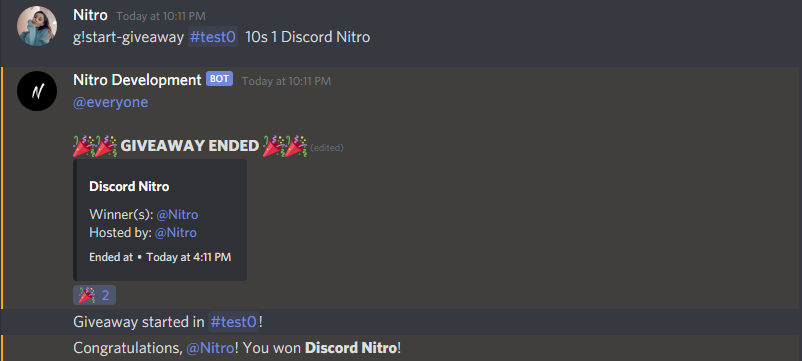 Nitro Today at 10:11 PM
g!start-giveaway #test0 10s 1 Discord Nitro
N
Nitro Development BOT Today at 10:11 PM
@everyone
🎉🎉 GIVEAWAY ENDED 🎉🎉 (edited)
Discord Nitro
Winner(s): @Nitro
Hosted by: @Nitro
Ended at • Today at 4:11 PM
🎉 2
Giveaway started in #test0!
Congratulations, @Nitro! You won Discord Nitro!